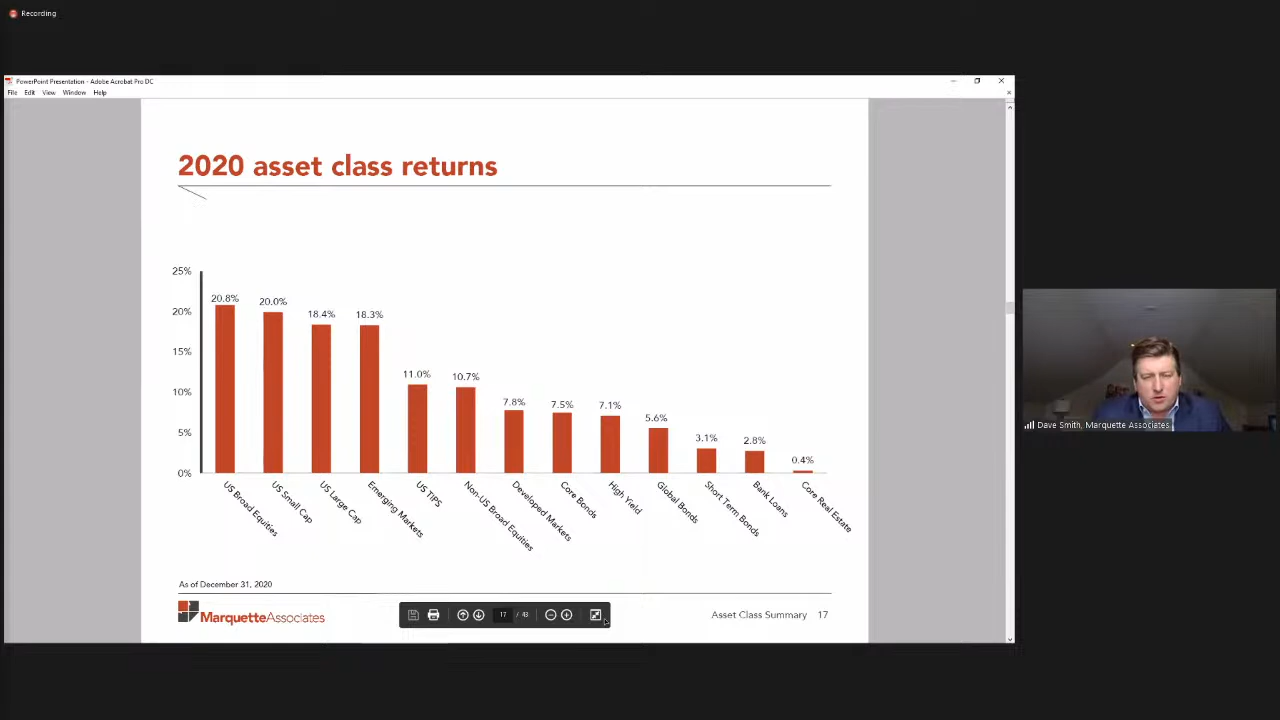 Recording
PowerPoint Presentation - Adobe Acrobat Pro DC
File Edit View Window Help
2020 asset class returns
25%
20%
15%
10%
5%
0%
20.8%
20.0%
18.4%
18.3%
11.0%
10.7%
7.8%
7.5%
7.1%
5.6%
3.1%
2.8%
0.4%
US Broad Equities
US Small Cap
US Large Cap
Emerging Markets
US TIPS
Non-US Broad Equities
Developed Markets
Core Bonds
High Yield
Global Bonds
Short Term Bonds
Bank Loans
Core Real Estate
Dave Smith, Marquette Associates
As of December 31, 2020
MarquetteAssociates
17 / 43
Asset Class Summary 17